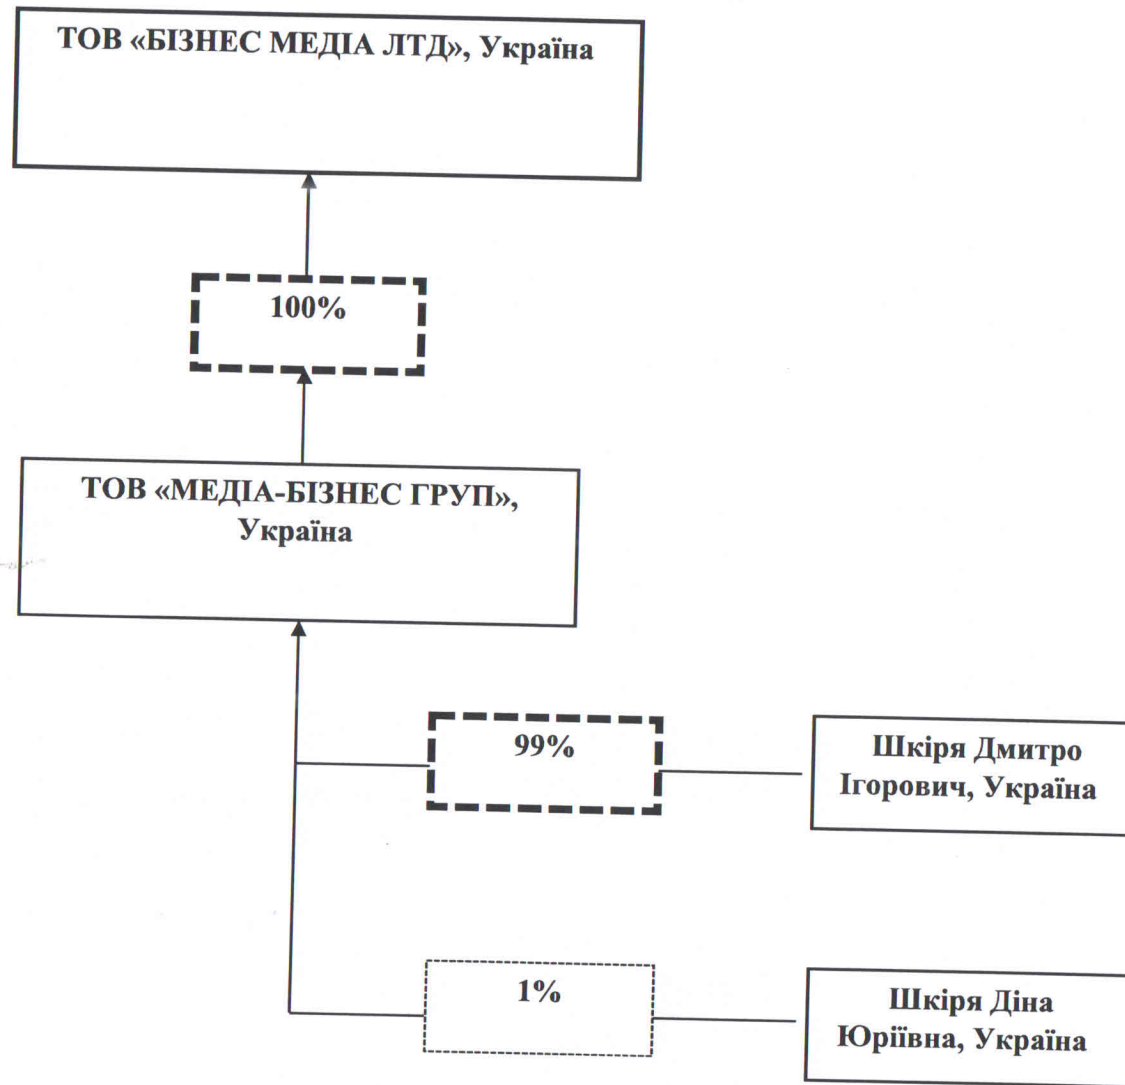 ТОВ «БІЗНЕС МЕДІА ЛТД», Україна
100%
ТОВ «МЕДІА-БІЗНЕС ГРУП»,
Україна
99%
Шкіря Дмитро
Ігорович, Україна
1%
Шкіря Діна
Юріївна, Україна